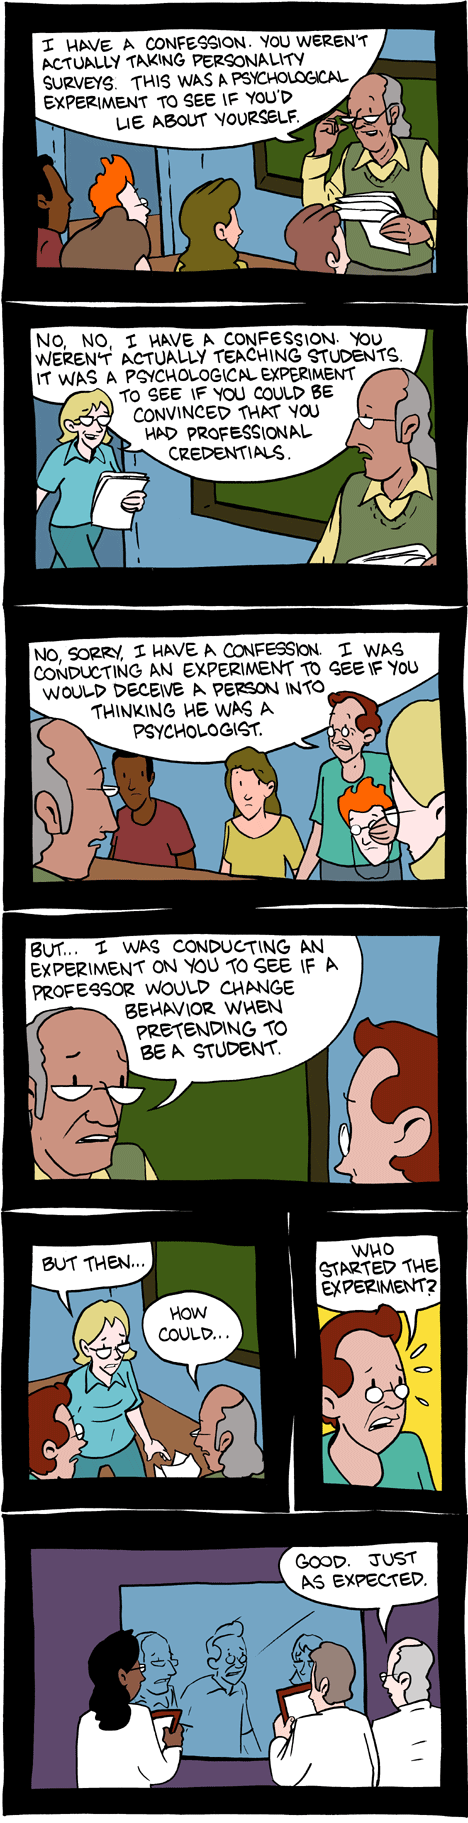 I HAVE A CONFESSION. YOU WEREN'T
ACTUALLY TAKING PERSONALITY
SURVEYS. THIS WAS A PSYCHOLOGICAL
EXPERIMENT TO SEE IF YOU'D
LIE ABOUT YOURSELF.
NO, NO, I HAVE A CONFESSION. YOU
WEREN'T ACTUALLY TEACHING STUDENTS.
IT WAS A PSYCHOLOGICAL EXPERIMENT
TO SEE IF YOU COULD BE
CONVINCED THAT YOU
HAD PROFESSIONAL
CREDENTIALS.
NO, SORRY, I HAVE A CONFESSION. I WAS
CONDUCTING AN EXPERIMENT TO SEE IF YOU
WOULD DECEIVE A PERSON INTO
THINKING HE WAS A
PSYCHOLOGIST.
BUT... I WAS CONDUCTING AN
EXPERIMENT ON YOU TO SEE IF A
PROFESSOR WOULD CHANGE
BEHAVIOR WHEN
PRETENDING TO
BE A STUDENT.
BUT THEN...
HOW
COULD...
WHO
STARTED THE
EXPERIMENT?
GOOD. JUST
AS EXPECTED.